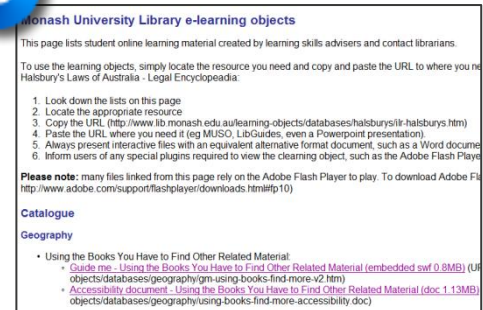 Monash University Library e-learning objects
This page lists student online learning material created by learning skills advisers and contact librarians.
To use the learning objects, simply locate the resource you need and copy and paste the URL to where you ne
Halsbury's Laws of Australia - Legal Encyclopeadia:
1. Look down the lists on this page
2. Locate the appropriate resource
3. Copy the URL (http://www.lib.monash.edu.au/learning-objects/databases/halsburys/ilr-halsburys.htm)
4. Paste the URL where you need it (eg MUSO, LibGuides, even a Powerpoint presentation).
5. Always present interactive files with an equivalent alternative format document, such as a Word docume
6. Inform users of any special plugins required to view the clearning object, such as the Adobe Flash Playe
Please note: many files linked from this page rely on the Adobe Flash Player to play. To download Adobe Fla
http://www.adobe.com/support/flashplayer/downloads.html#fp10)
Catalogue
Geography
• Using the Books You Have to Find Other Related Material:
Guide me - Using the Books You Have to Find Other Related Material (embedded swf 0.8MB) (UR
objects/databases/geography/gm-using-books-find-more-v2.htm)
Accessibility document - Using the Books You Have to Find Other Related Material (doc 1.13MB)
objects/databases/geography/using-books-find-more-accessibility.doc)